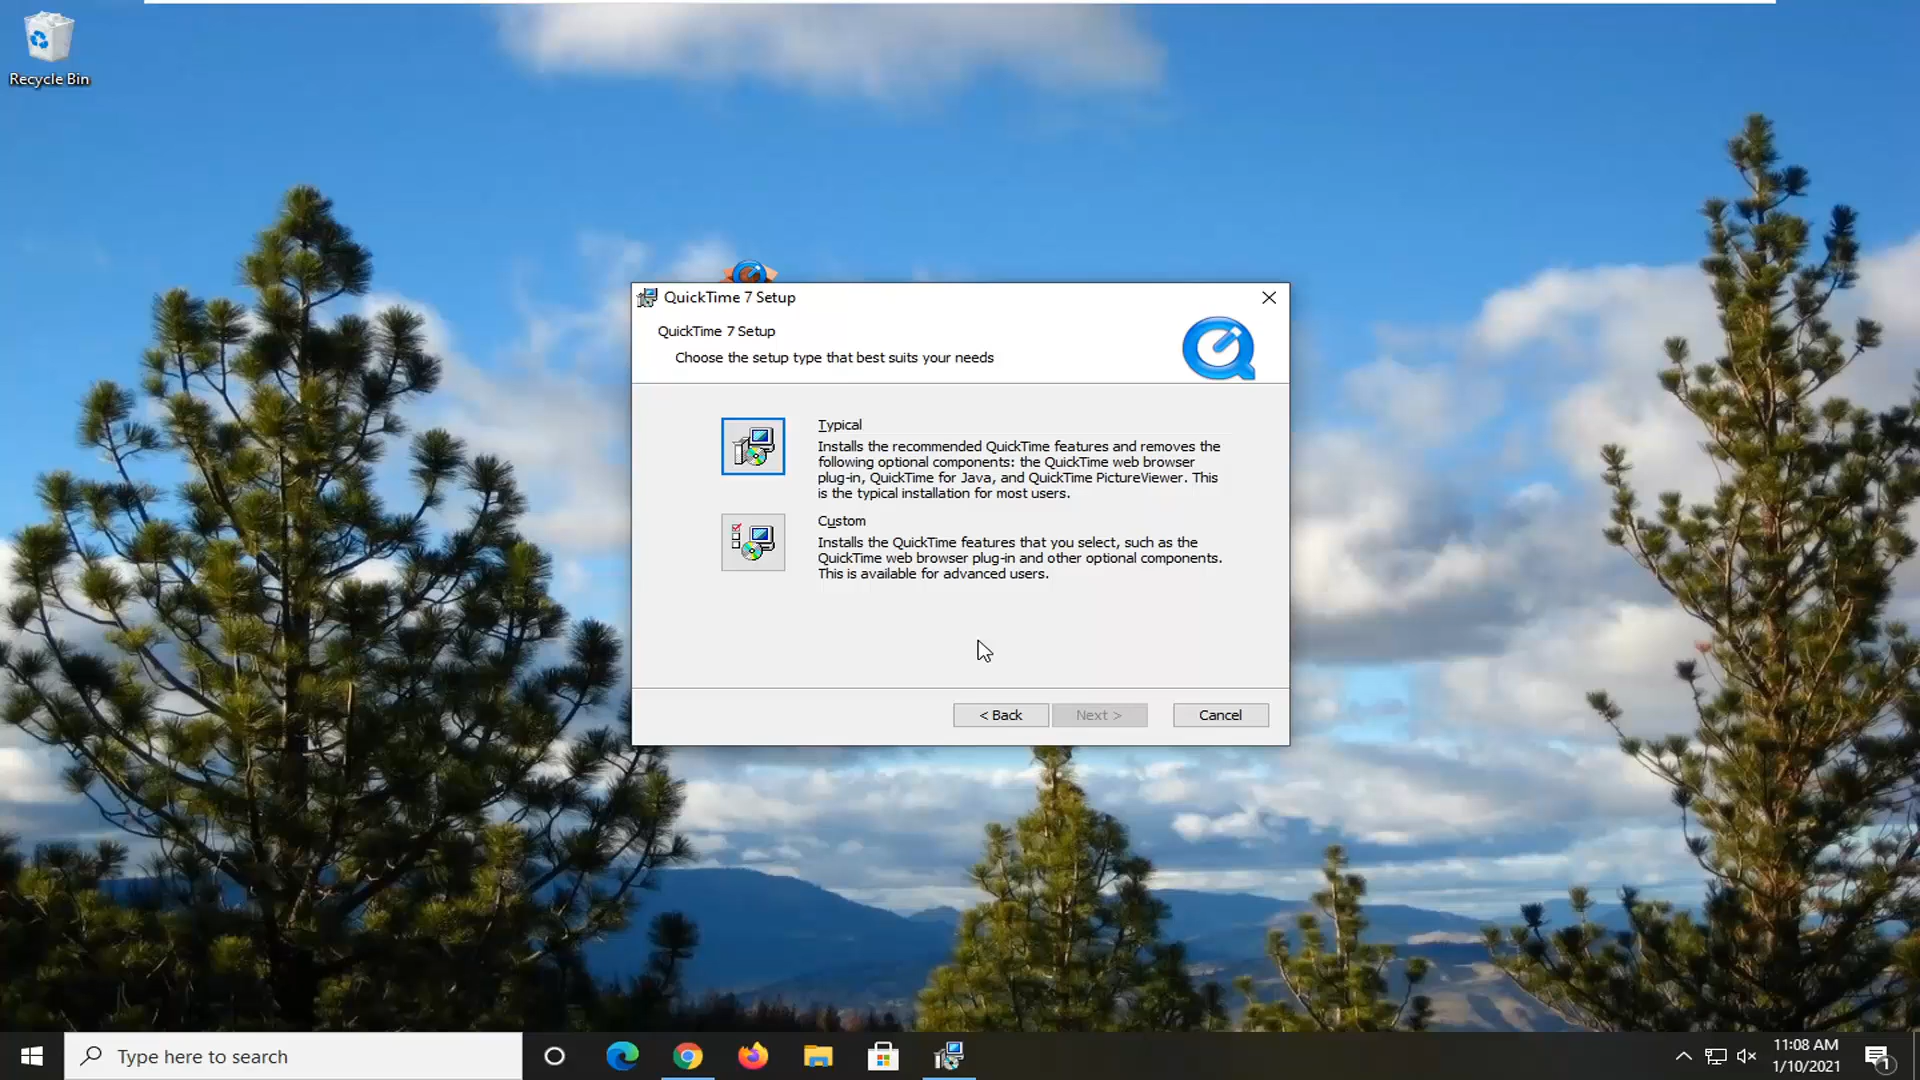 Recycle Bin
QuickTime 7 Setup
QuickTime 7 Setup
Choose the setup type that best suits your needs
Typical
Installs the recommended QuickTime features and removes the
following optional components: the QuickTime web browser
plug-in, QuickTime for Java, and QuickTime PictureViewer. This
is the typical installation for most users.
Custom
Installs the QuickTime features that you select, such as the
QuickTime web browser plug-in and other optional components.
This is available for advanced users.
< Back
Next >
Cancel
Type here to search
11:08 AM
1/10/2021
1